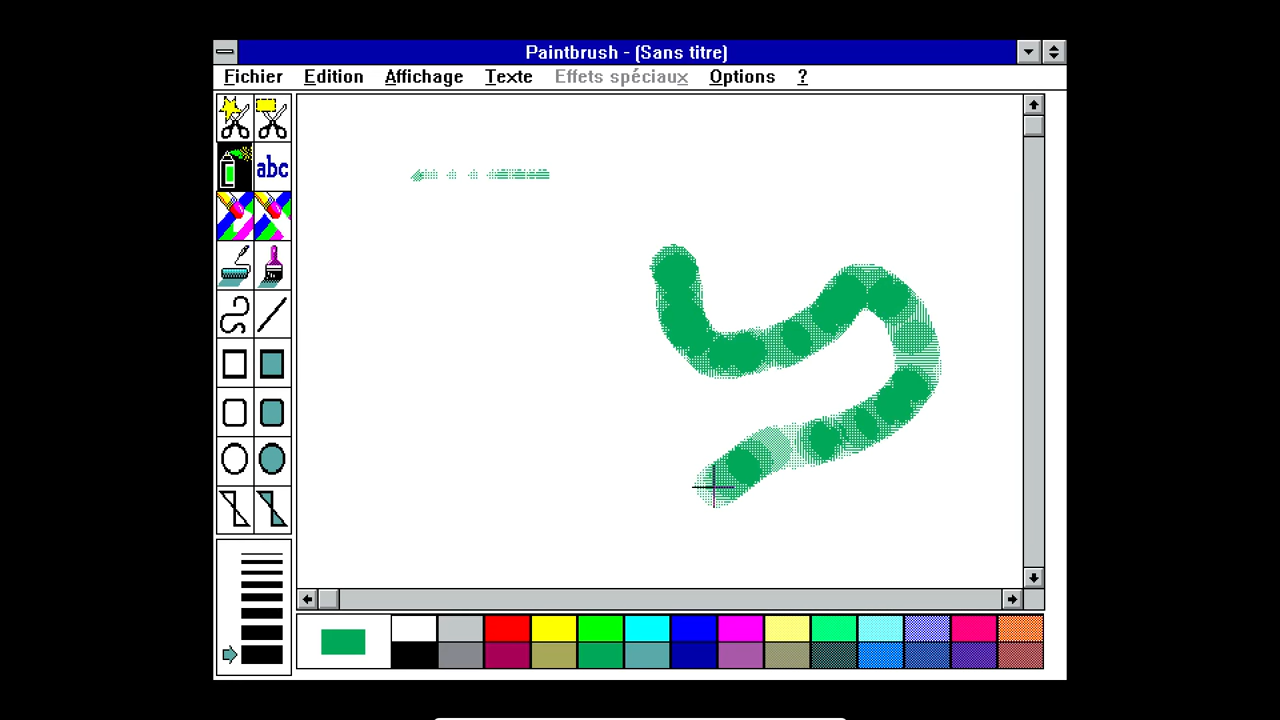 Paintbrush - (Sans titre)
Fichier Edition Affichage Texte Effets spéciaux Options ?
abc